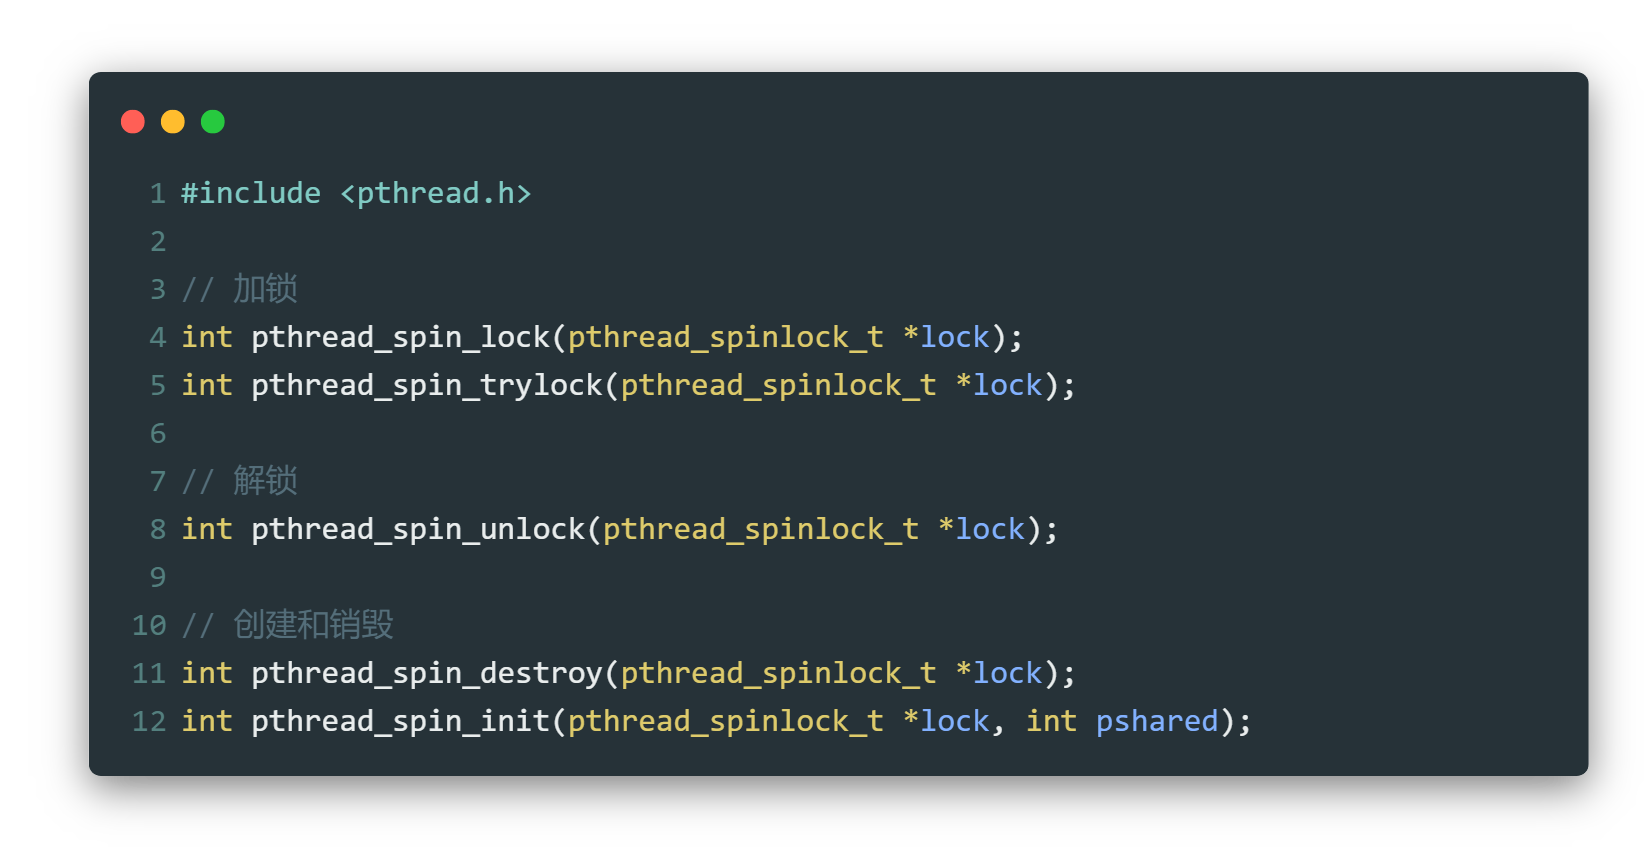 1 #include <pthread.h>
2
3 // 加锁
4 int pthread_spin_lock(pthread_spinlock_t *lock);
5 int pthread_spin_trylock(pthread_spinlock_t *lock);
6
7 // 解锁
8 int pthread_spin_unlock(pthread_spinlock_t *lock);
9
10 // 创建和销毁
11 int pthread_spin_destroy(pthread_spinlock_t *lock);
12 int pthread_spin_init(pthread_spinlock_t *lock, int pshared);